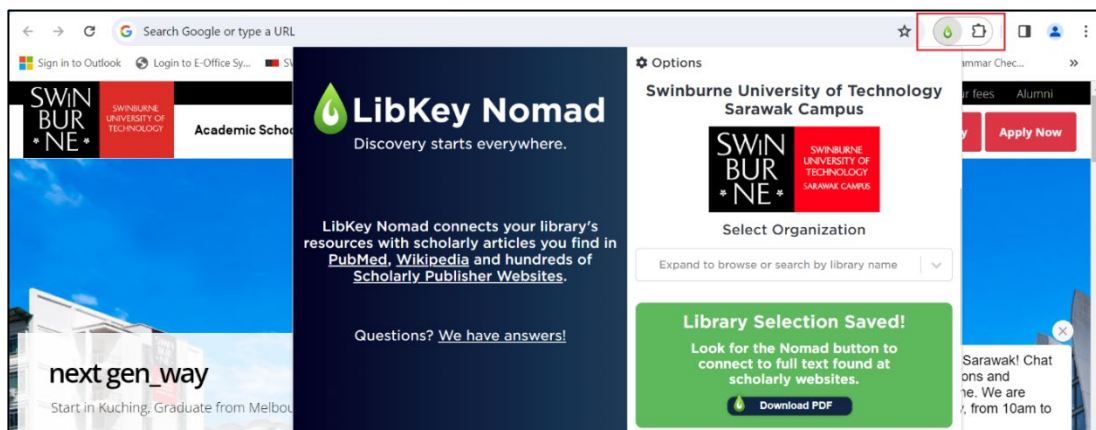 Search Google or type a URL
Sign in to Outlook Login to E-Office Sy... SV ammar Chec... »
SWIN
BUR
* NE *
SWINBURNE
UNIVERSITY OF
TECHNOLOGY
Academic Schoo
ur fees Alumni
y Apply Now
LibKey Nomad
Discovery starts everywhere.
LibKey Nomad connects your library's
resources with scholarly articles you find in
PubMed, Wikipedia and hundreds of
Scholarly Publisher Websites.
Questions? We have answers!
Options
Swinburne University of Technology
Sarawak Campus
SWIN
BUR
* NE *
SWINBURNE
UNIVERSITY OF
TECHNOLOGY
SARAWAK CAMPUS
Select Organization
Expand to browse or search by library name
Library Selection Saved!
Look for the Nomad button to
connect to full text found at
scholarly websites.
Download PDF
next gen_way
Start in Kuching, Graduate from Melbou
Sarawak! Chat
ons and
ne. We are
, from 10am to